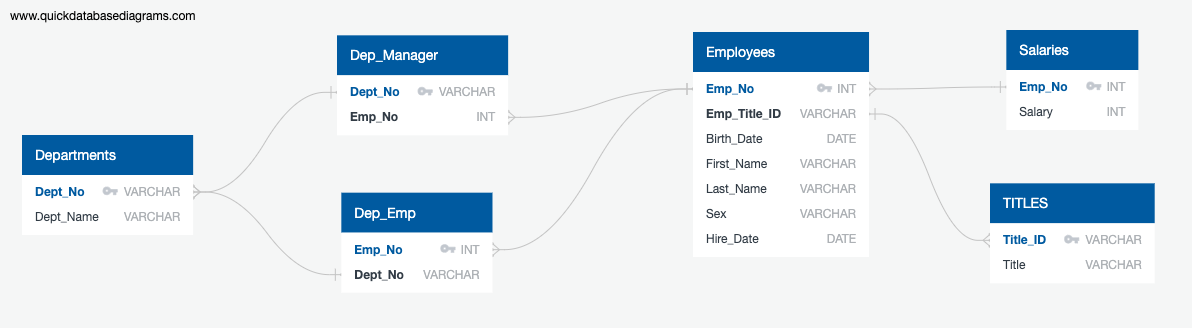 www.quickdatabasediagrams.com
Departments
Dept_No VARCHAR
Dept_Name VARCHAR
Dep_Manager
Dept_No VARCHAR
Emp_No INT
Dep_Emp
Emp_No INT
Dept_No VARCHAR
Employees
Emp_No INT
Emp_Title_ID VARCHAR
Birth_Date DATE
First_Name VARCHAR
Last_Name VARCHAR
Sex VARCHAR
Hire_Date DATE
Salaries
Emp_No INT
Salary INT
TITLES
Title_ID VARCHAR
Title VARCHAR